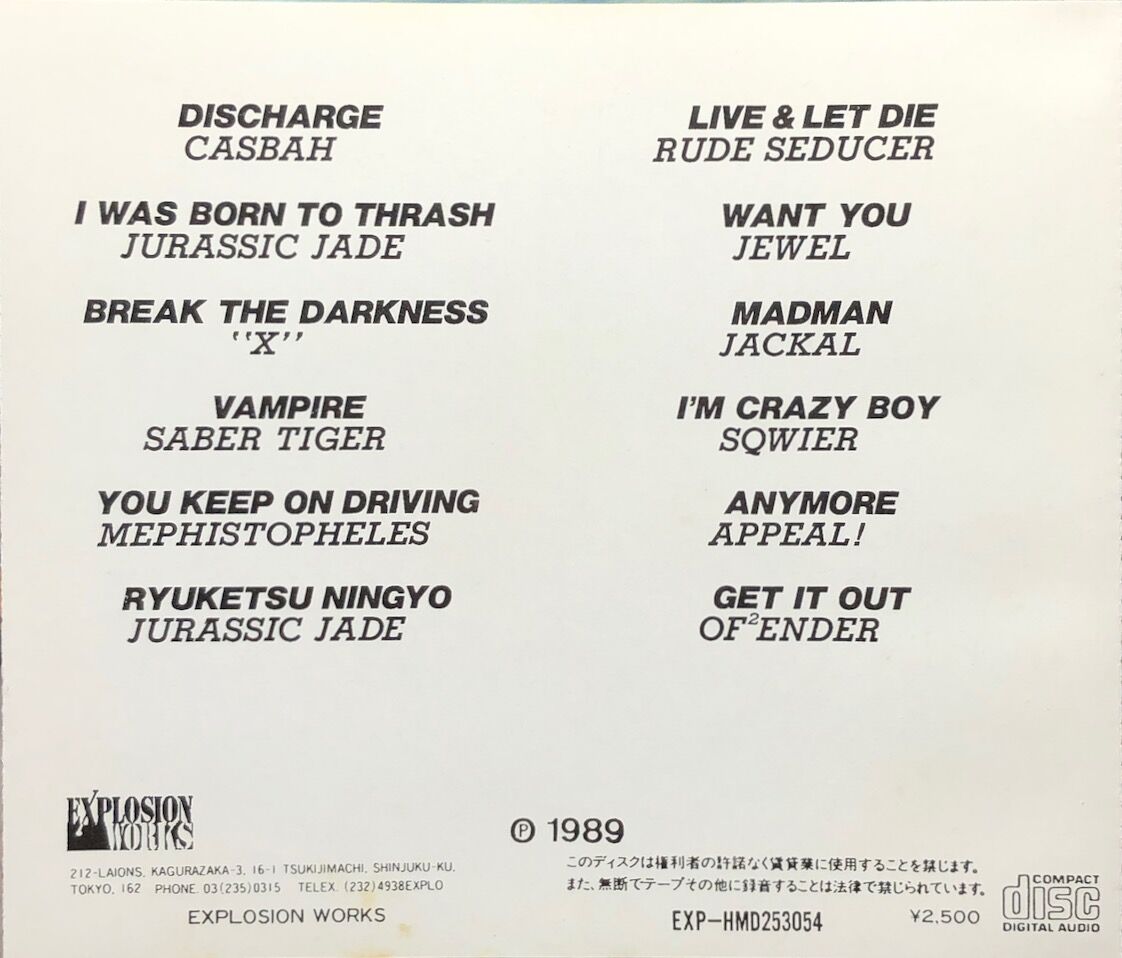 DISCHARGE
CASBAH
I WAS BORN TO THRASH
JURASSIC JADE
BREAK THE DARKNESS
"X"
VAMPIRE
SABER TIGER
YOU KEEP ON DRIVING
MEPHISTOPHELES
RYUKETSU NINGYO
JURASSIC JADE
LIVE & LET DIE
RUDE SEDUCER
WANT YOU
JEWEL
MADMAN
JACKAL
I'M CRAZY BOY
SQWIER
ANYMORE
APPEAL!
GET IT OUT
OF²ENDER
EXPLOSION
WORKS
212-LAIONS, KAGURAZAKA-3, 16-1 TSUKIJIMACHI, SHINJUKU-KU,
TOKYO, 162 PHONE. 03(235)0315 TELEX. (232)4938EXPLO
EXPLOSION WORKS
℗ 1989
このディスクは権利者の許諾なく賃貸業に使用することを禁じます。
また、無断でテープその他に録音することは法律で禁じられています。
EXP-HMD253054
¥2,500
COMPACT
disc
DIGITAL AUDIO